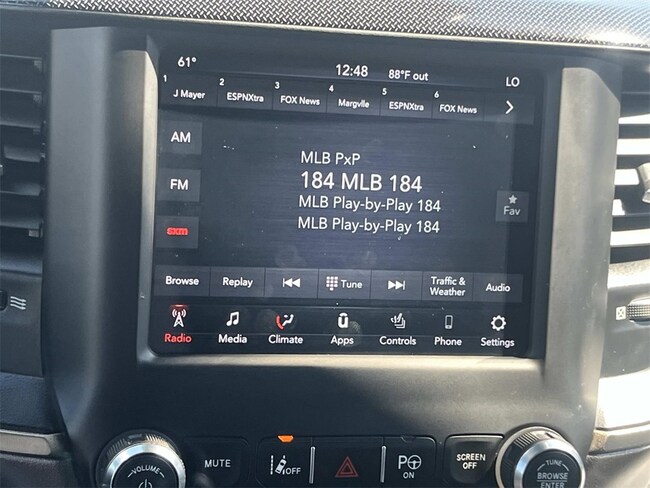 61° 12:48 88°F out LO
1 J Mayer 2 ESPNXtra 3 FOX News 4 Margvlle 5 ESPNXtra 6 FOX News
AM
FM
sxm
MLB PxP
184 MLB 184
MLB Play-by-Play 184
MLB Play-by-Play 184
Fav
Browse Replay Tune Traffic & Weather Audio
Radio Media Climate Apps Controls Phone Settings
VOLUME MUTE OFF P ON SCREEN OFF TUNE BROWSE ENTER